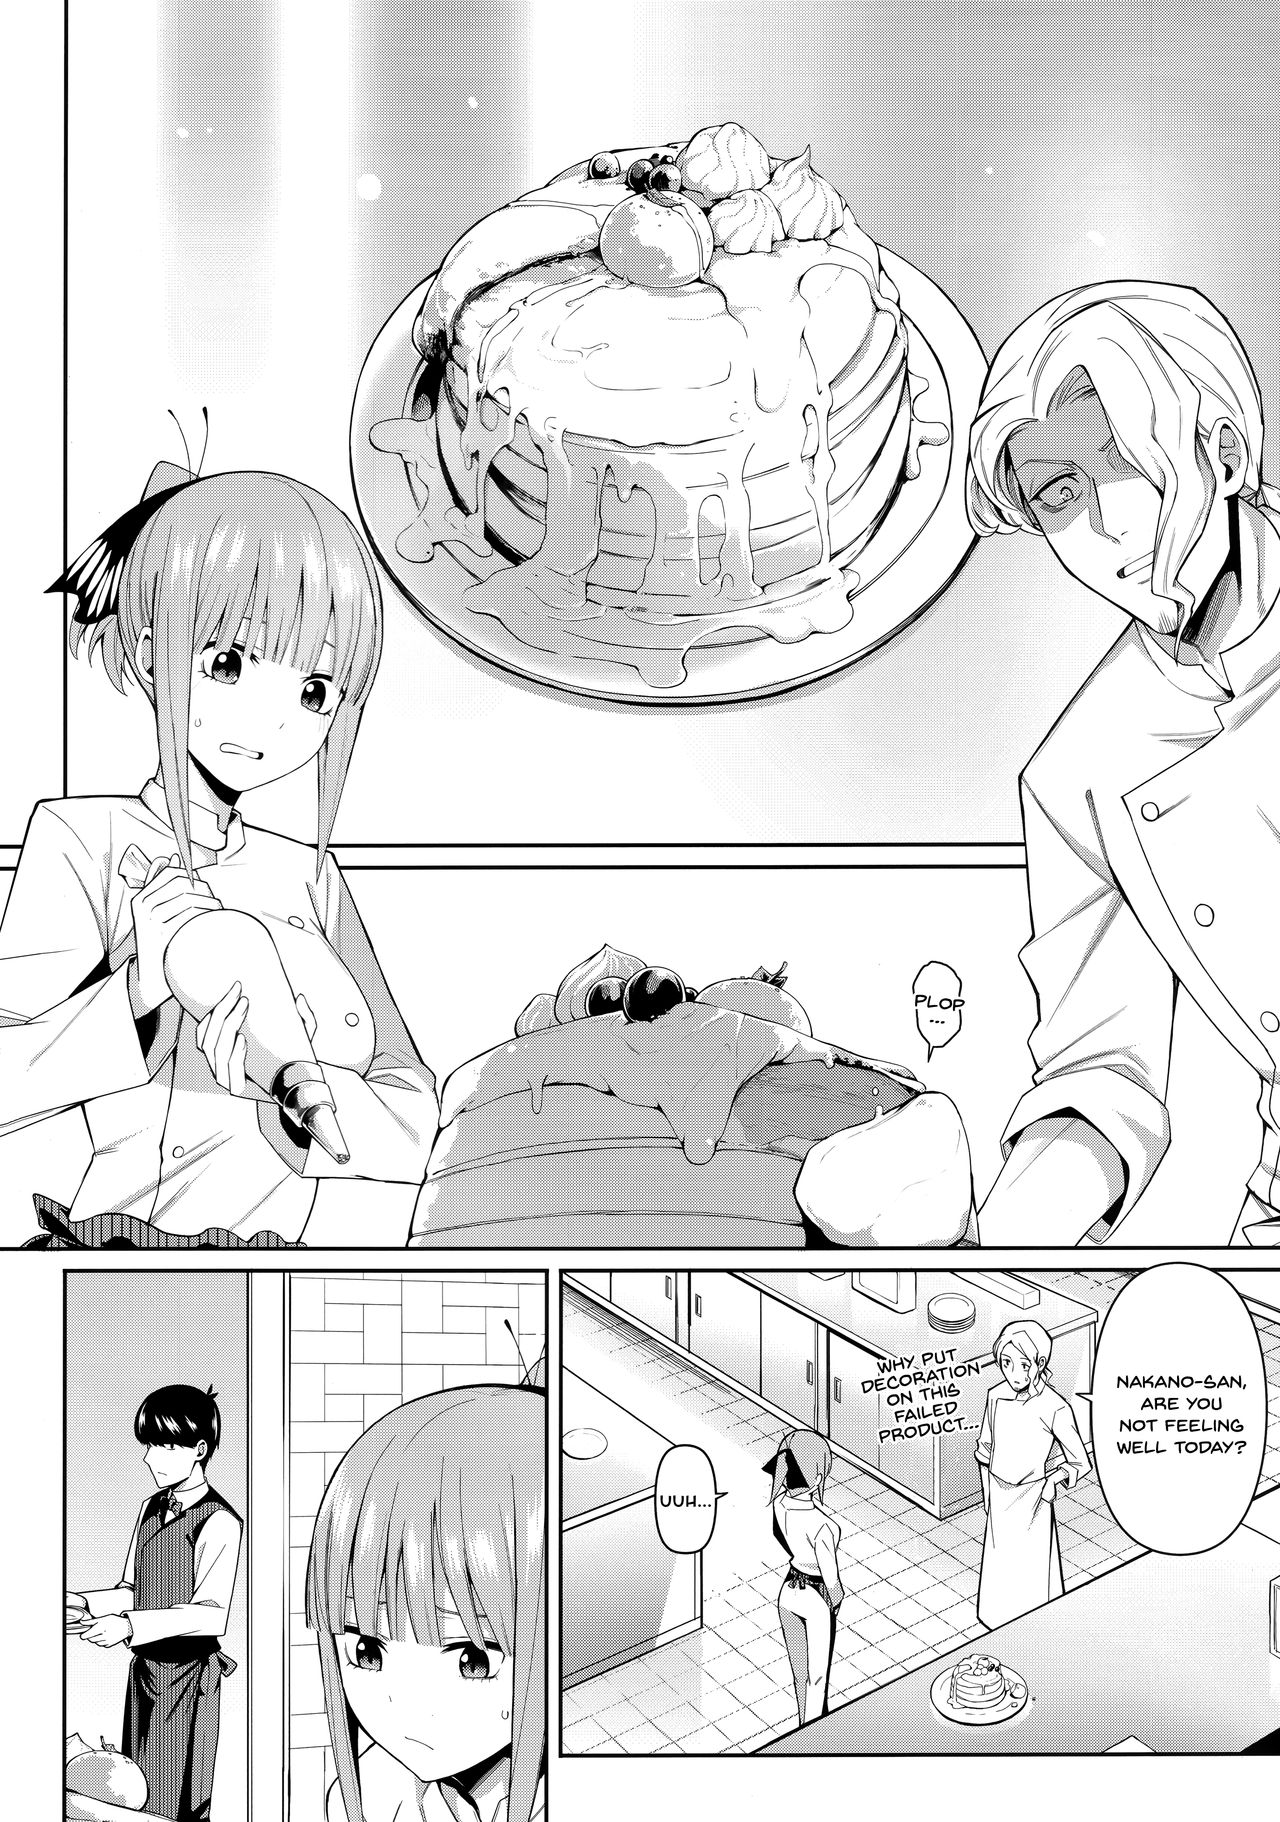 PLOP
...
NAKANO-SAN,
ARE YOU
NOT FEELING
WELL TODAY?
WHY PUT
DECORATION
ON THIS
FAILED
PRODUCT...
UUH...